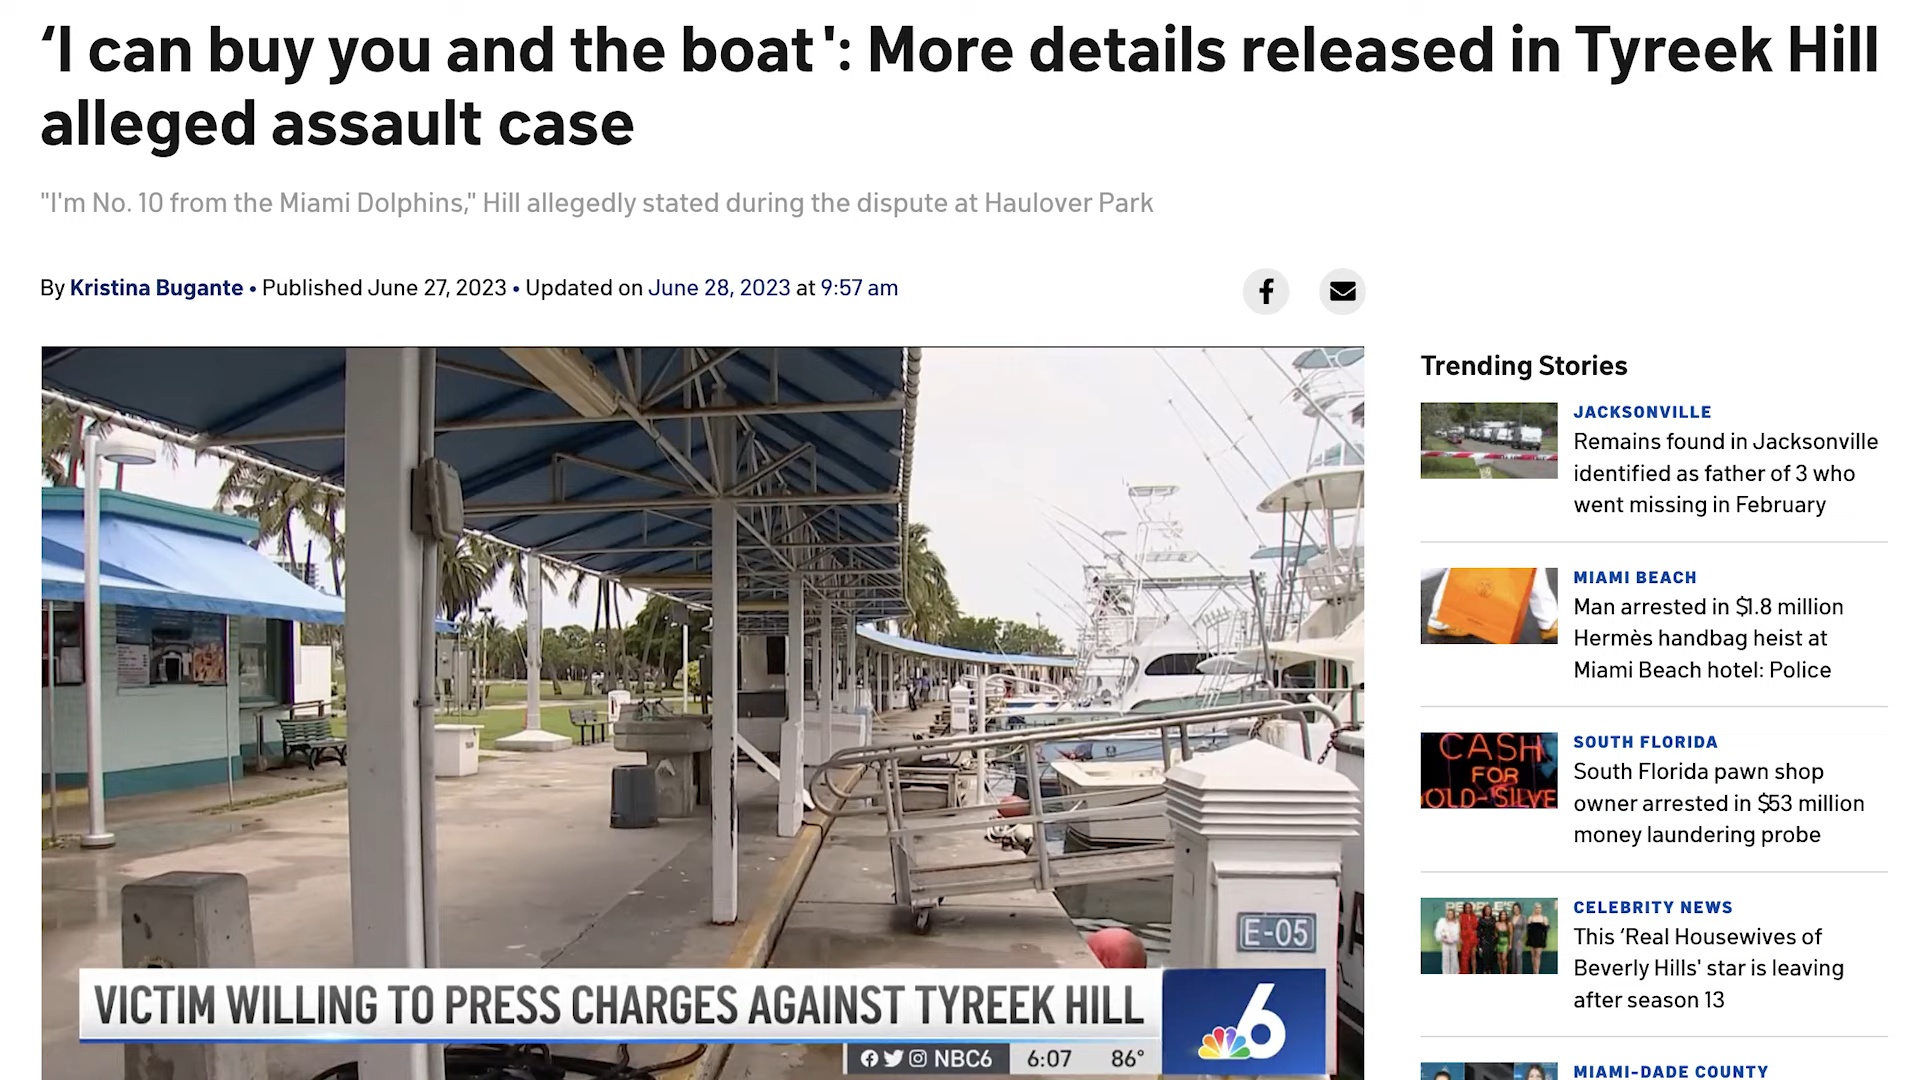 ‘I can buy you and the boat': More details released in Tyreek Hill
alleged assault case
"I'm No. 10 from the Miami Dolphins," Hill allegedly stated during the dispute at Haulover Park
By Kristina Bugante • Published June 27, 2023 • Updated on June 28, 2023 at 9:57 am
E-05
VICTIM WILLING TO PRESS CHARGES AGAINST TYREEK HILL
6
NBC6 6:07 86°
Trending Stories
JACKSONVILLE
Remains found in Jacksonville
identified as father of 3 who
went missing in February
MIAMI BEACH
Man arrested in $1.8 million
Hermès handbag heist at
Miami Beach hotel: Police
CASH
FOR
OLD-SILVE
SOUTH FLORIDA
South Florida pawn shop
owner arrested in $53 million
money laundering probe
PEOPLE'S
CELEBRITY NEWS
This ‘Real Housewives of
Beverly Hills' star is leaving
after season 13
MIAMI-DADE COUNTY